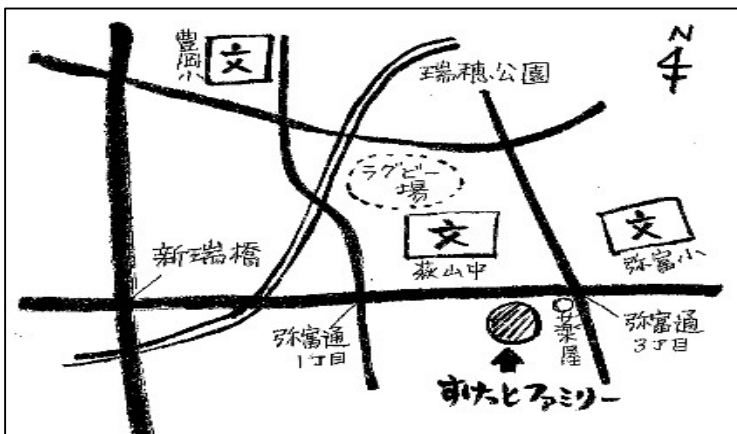 豊岡小
文
瑞穂公園
N
ラグビー
場
文
萩山中
文
弥富小
新瑞橋
弥富通
1丁目
安楽屋
弥富通
3丁目
すけっとファミリー